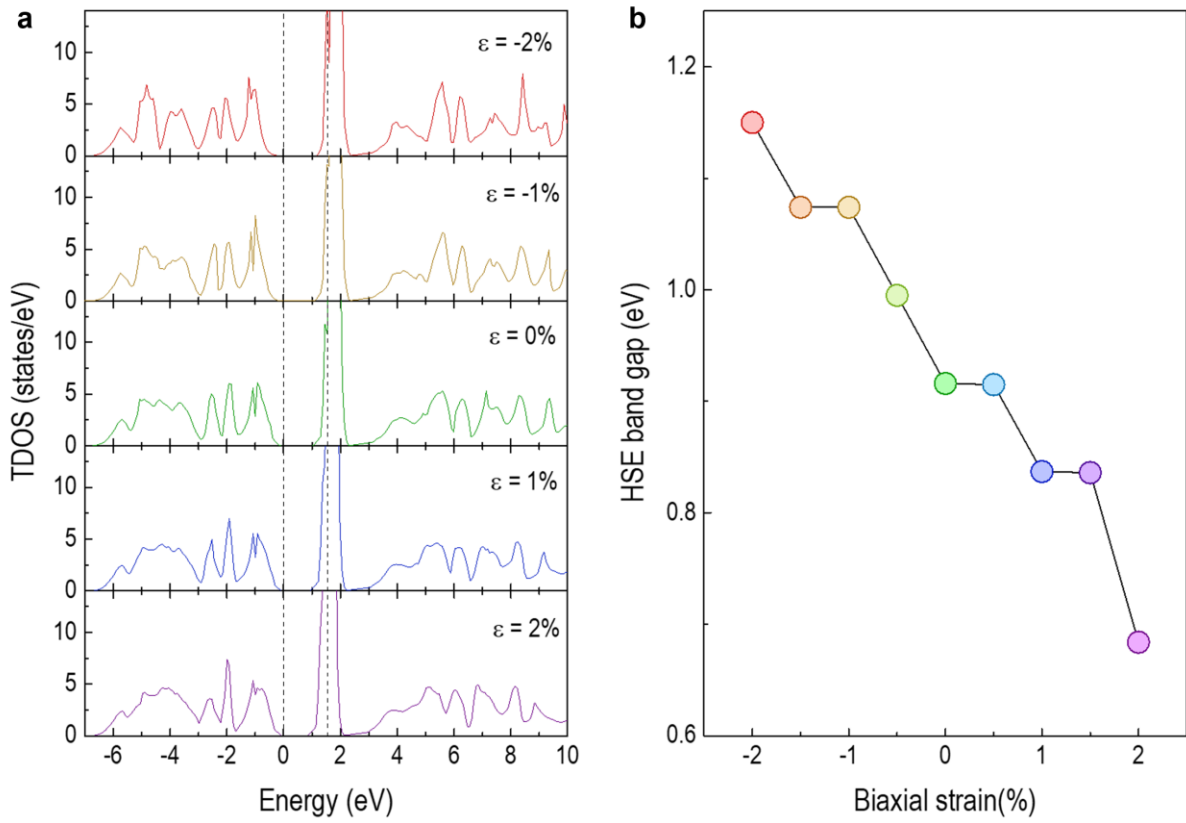 a
TDOS (states/eV)
ε = -2%
10
5
0
ε = -1%
10
5
0
ε = 0%
10
5
0
ε = 1%
10
5
0
ε = 2%
10
5
0
-6 -4 -2 0 2 4 6 8 10
Energy (eV)
b
HSE band gap (eV)
1.2
1.0
0.8
0.6
-2 -1 0 1 2
Biaxial strain(%)